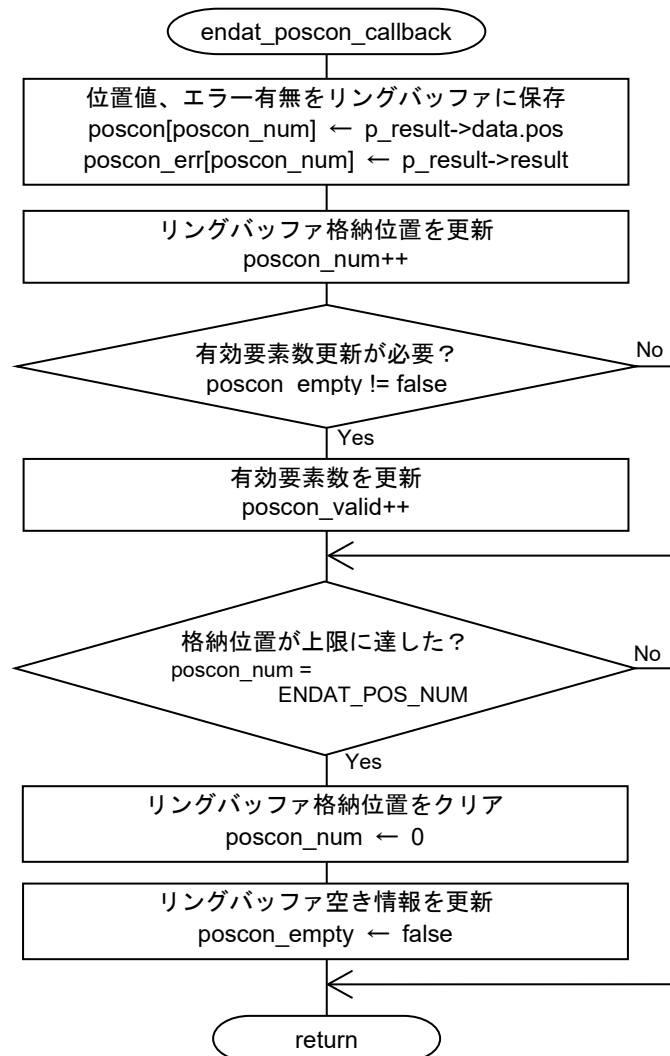 endat_poscon_callback
位置値、エラー有無をリングバッファに保存
poscon[poscon_num] ← p_result->data.pos
poscon_err[poscon_num] ← p_result->result
リングバッファ格納位置を更新
poscon_num++
有効要素数更新が必要？
poscon_empty != false
No
Yes
有効要素数を更新
poscon_valid++
格納位置が上限に達した？
poscon_num =
ENDAT_POS_NUM
No
Yes
リングバッファ格納位置をクリア
poscon_num ← 0
リングバッファ空き情報を更新
poscon_empty ← false
return